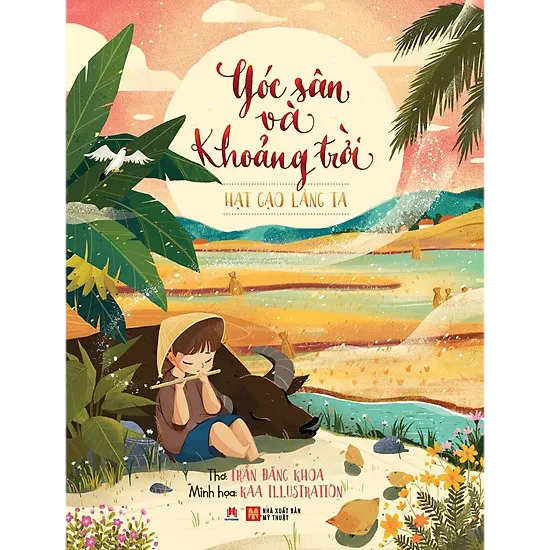 Góc sân
và
Khoảng trời
HẠT GẠO LÀNG TA
Thơ: TRẦN ĐĂNG KHOA
Minh họa: KAA ILLUSTRATION
NHÀ XUẤT BẢN
MỸ THUẬT